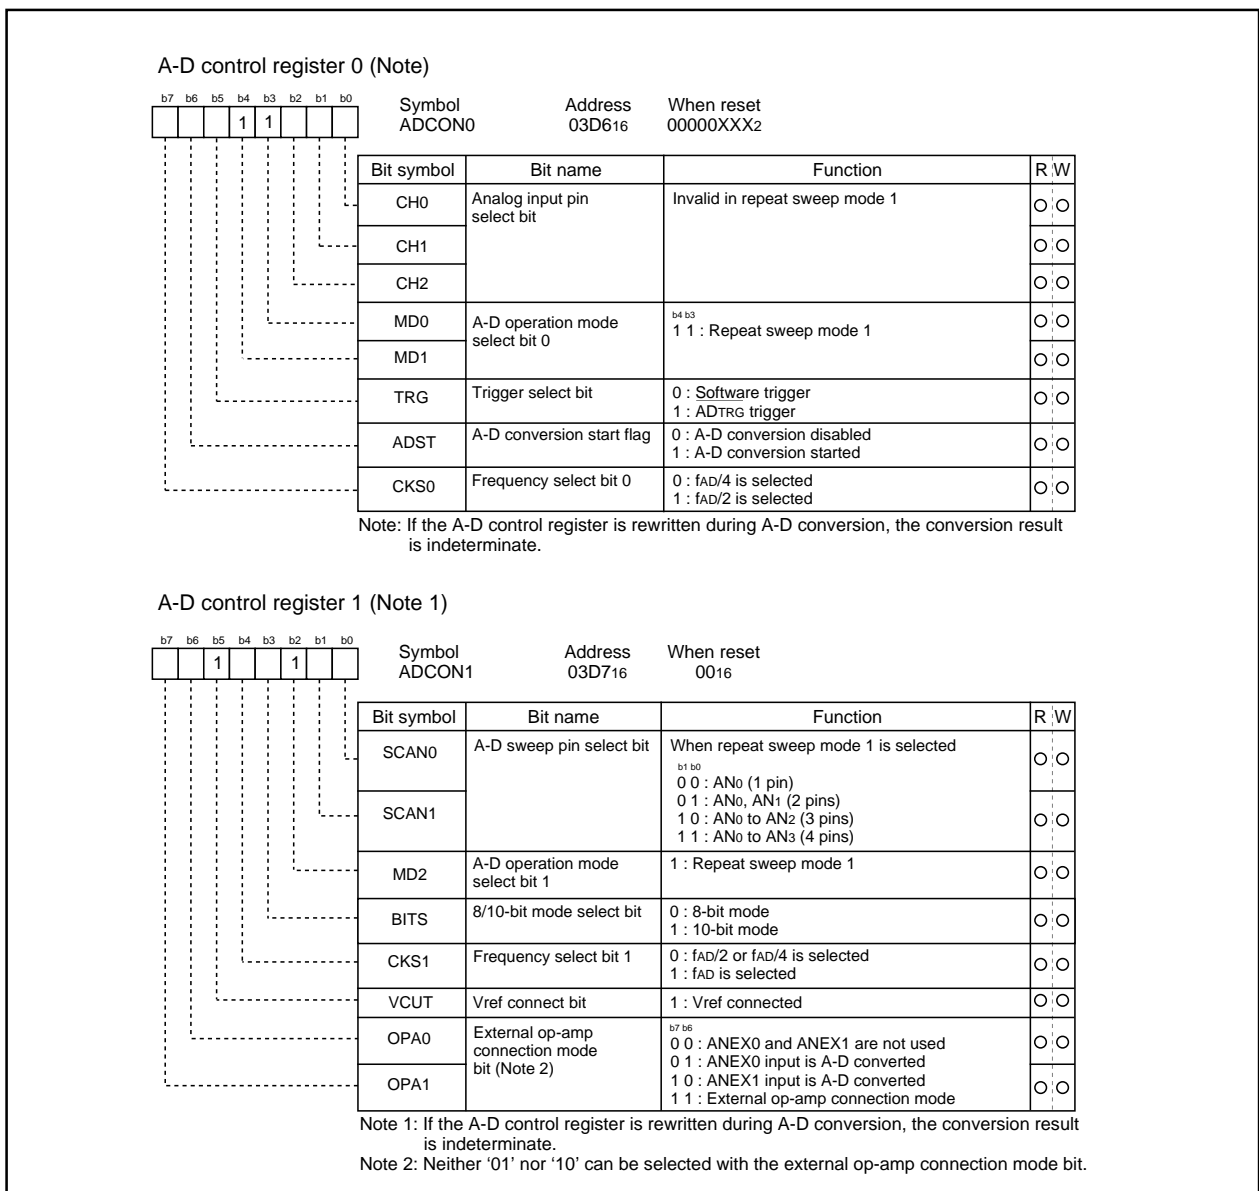 A-D control register 0 (Note)
b7 b6 b5 b4 b3 b2 b1 b0
1 1
Symbol Address When reset
ADCON0 03D616 00000XXX2
Bit symbol Bit name Function R W
CH0 Analog input pin select bit Invalid in repeat sweep mode 1
CH1
CH2
MD0 A-D operation mode select bit 0 b4 b3
1 1 : Repeat sweep mode 1
MD1
TRG Trigger select bit 0 : Software trigger
1 : ADTRG trigger
ADST A-D conversion start flag 0 : A-D conversion disabled
1 : A-D conversion started
CKS0 Frequency select bit 0 0 : fAD/4 is selected
1 : fAD/2 is selected
Note: If the A-D control register is rewritten during A-D conversion, the conversion result
is indeterminate.
A-D control register 1 (Note 1)
b7 b6 b5 b4 b3 b2 b1 b0
1 1
Symbol Address When reset
ADCON1 03D716 0016
Bit symbol Bit name Function R W
SCAN0 A-D sweep pin select bit When repeat sweep mode 1 is selected
b1 b0
0 0 : AN0 (1 pin)
0 1 : AN0, AN1 (2 pins)
SCAN1 1 0 : AN0 to AN2 (3 pins)
1 1 : AN0 to AN3 (4 pins)
MD2 A-D operation mode select bit 1 1 : Repeat sweep mode 1
BITS 8/10-bit mode select bit 0 : 8-bit mode
1 : 10-bit mode
CKS1 Frequency select bit 1 0 : fAD/2 or fAD/4 is selected
1 : fAD is selected
VCUT Vref connect bit 1 : Vref connected
OPA0 External op-amp connection mode bit (Note 2) b7 b6
0 0 : ANEX0 and ANEX1 are not used
0 1 : ANEX0 input is A-D converted
OPA1 1 0 : ANEX1 input is A-D converted
1 1 : External op-amp connection mode
Note 1: If the A-D control register is rewritten during A-D conversion, the conversion result
is indeterminate.
Note 2: Neither ‘01’ nor ‘10’ can be selected with the external op-amp connection mode bit.